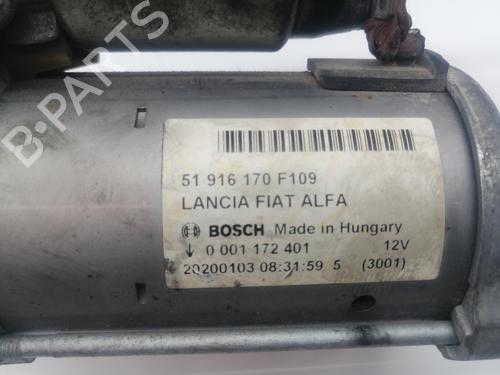 B-PARTS
51 916 170 F109
LANCIA FIAT ALFA
BOSCH Made in Hungary
↓ 0 001 172 401 12V
20200103 08:31:59 5 (3001)